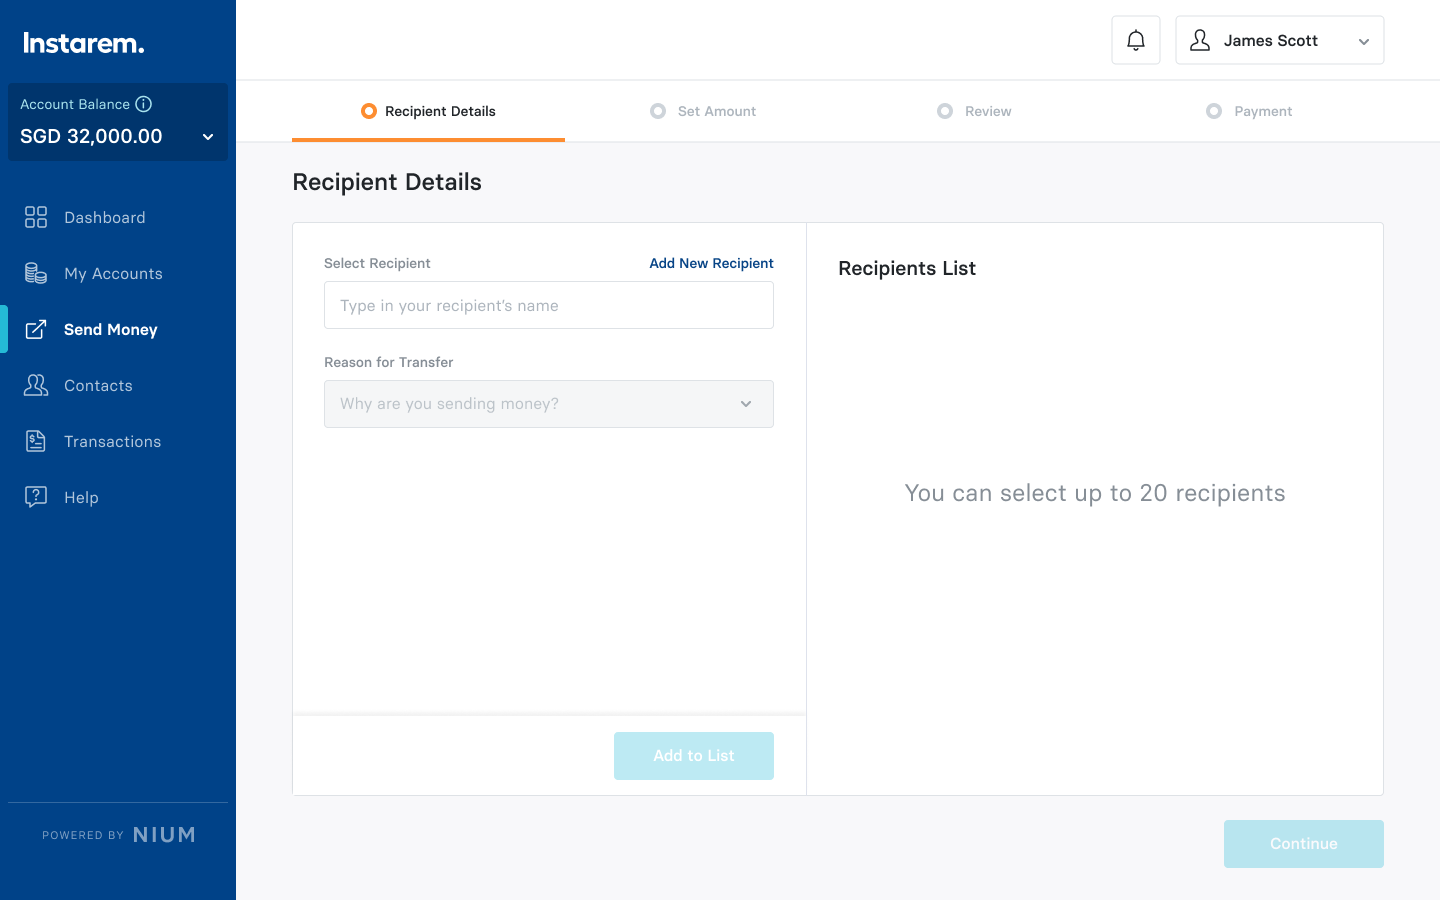 Instarem.
Account Balance
SGD 32,000.00
Dashboard
My Accounts
Send Money
Contacts
Transactions
Help
POWERED BY NIUM
James Scott
Recipient Details
Set Amount
Review
Payment
Recipient Details
Select Recipient
Add New Recipient
Type in your recipient's name
Reason for Transfer
Why are you sending money?
Add to List
Recipients List
You can select up to 20 recipients
Continue